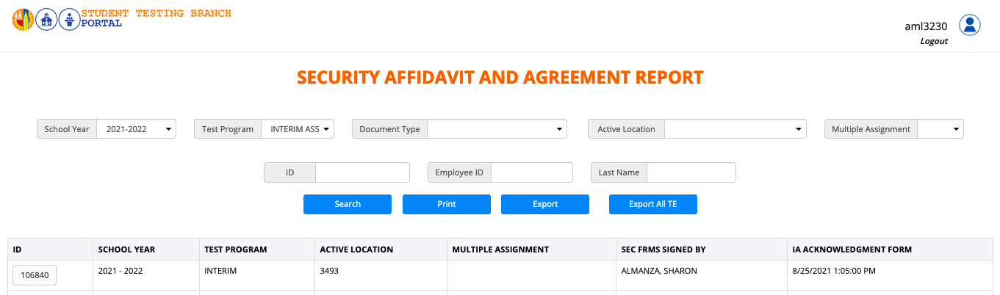 STUDENT TESTING BRANCH
PORTAL
aml3230
Logout
SECURITY AFFIDAVIT AND AGREEMENT REPORT
School Year 2021-2022 Test Program INTERIM ASS Document Type Active Location Multiple Assignment
ID Employee ID Last Name
Search Print Export Export All TE
ID SCHOOL YEAR TEST PROGRAM ACTIVE LOCATION MULTIPLE ASSIGNMENT SEC FRMS SIGNED BY IA ACKNOWLEDGMENT FORM
106840 2021 - 2022 INTERIM 3493 ALMANZA, SHARON 8/25/2021 1:05:00 PM